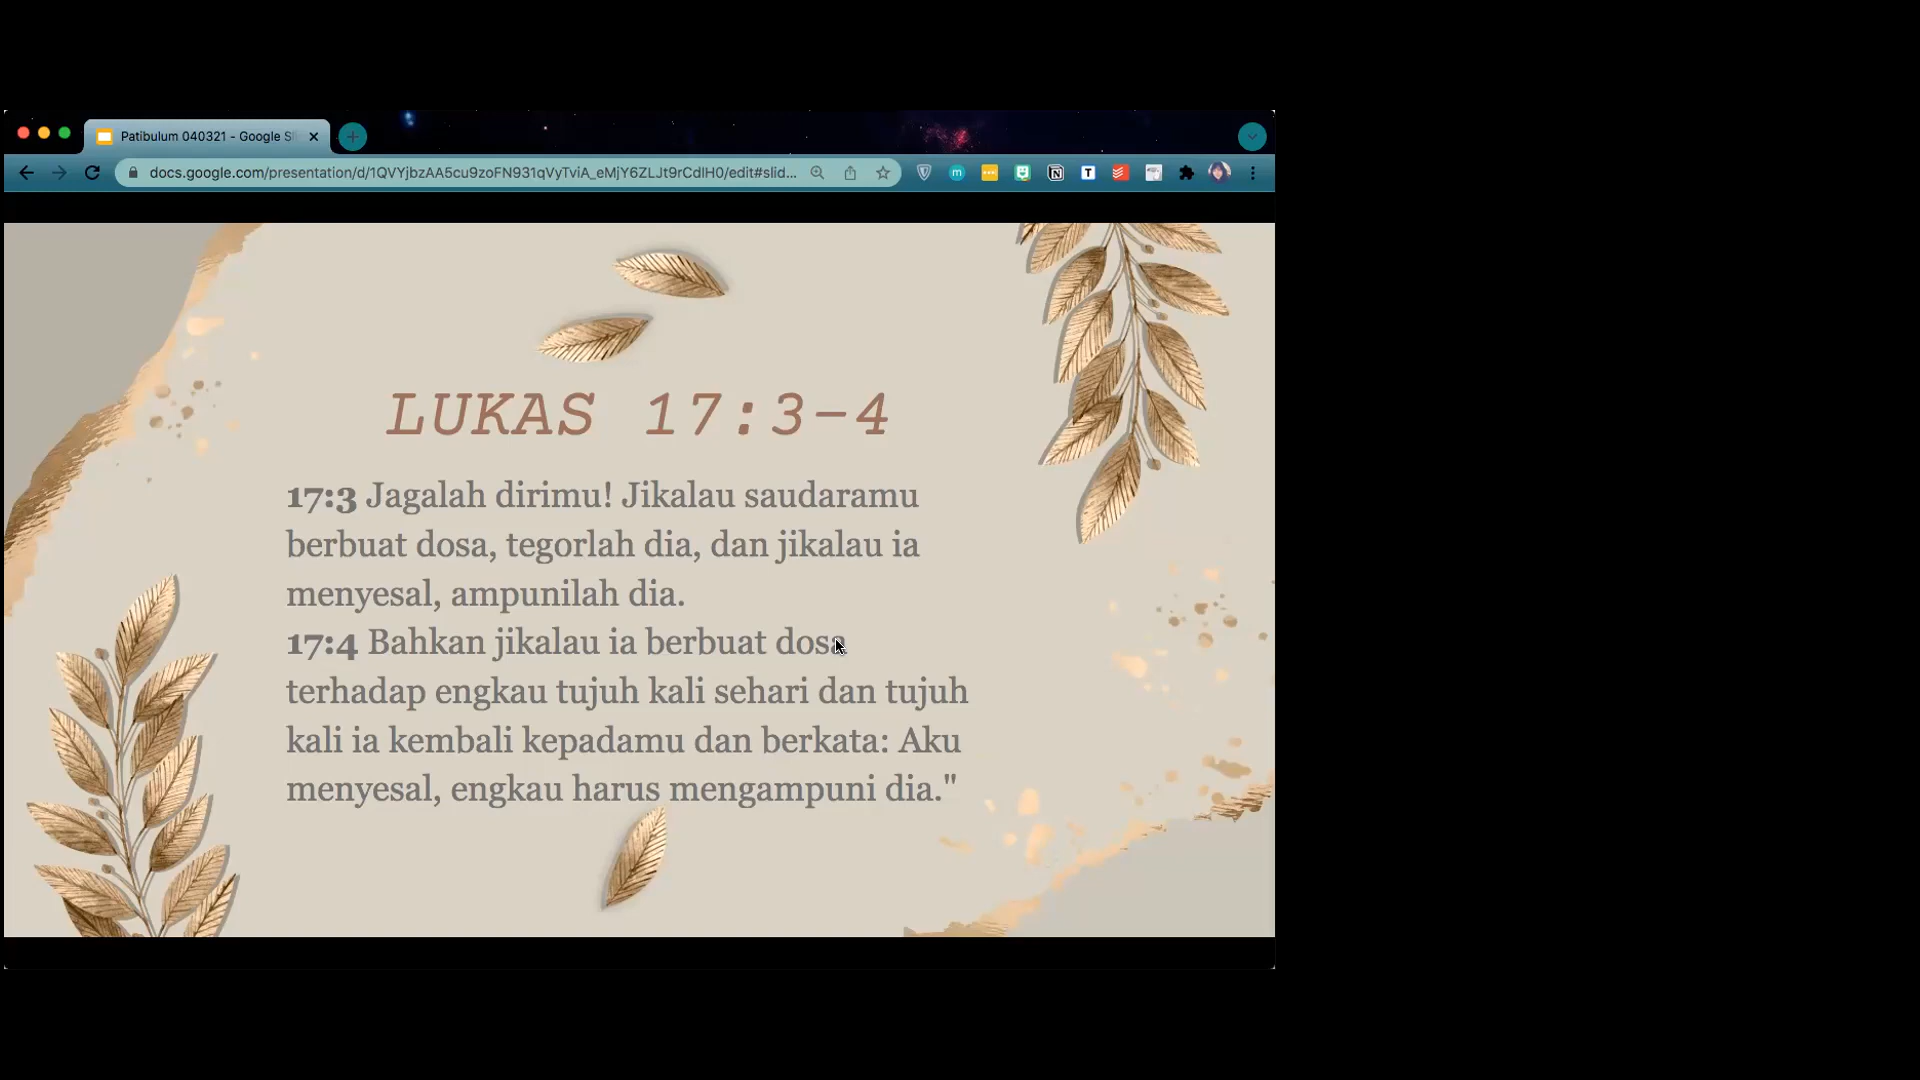 Patibulum 040321 - Google Sl
docs.google.com/presentation/d/1QVYjbzAA5cu9zoFN931qVyTviA_eMjY6ZLJt9rCdlH0/edit#slid...
LUKAS 17:3-4
17:3 Jagalah dirimu! Jikalau saudaramu
berbuat dosa, tegorlah dia, dan jikalau ia
menyesal, ampunilah dia.
17:4 Bahkan jikalau ia berbuat dosa
terhadap engkau tujuh kali sehari dan tujuh
kali ia kembali kepadamu dan berkata: Aku
menyesal, engkau harus mengampuni dia."